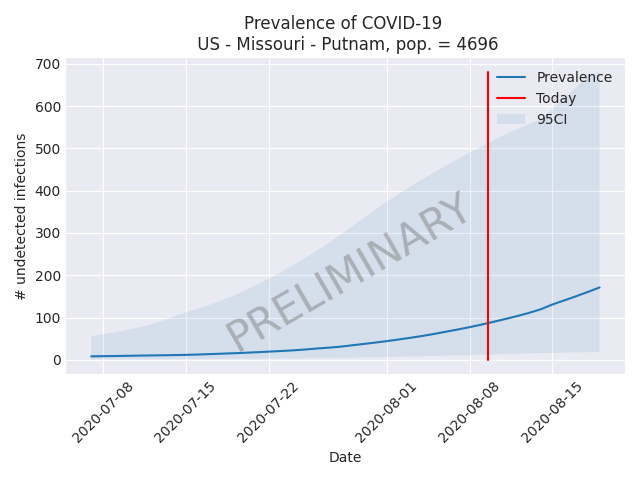 Prevalence of COVID-19
US - Missouri - Putnam, pop. = 4696
700
600
500
400
300
200
100
0
# undetected infections
Prevalence
Today
95CI
PRELIMINARY
2020-07-08
2020-07-15
2020-07-22
2020-08-01
2020-08-08
2020-08-15
Date